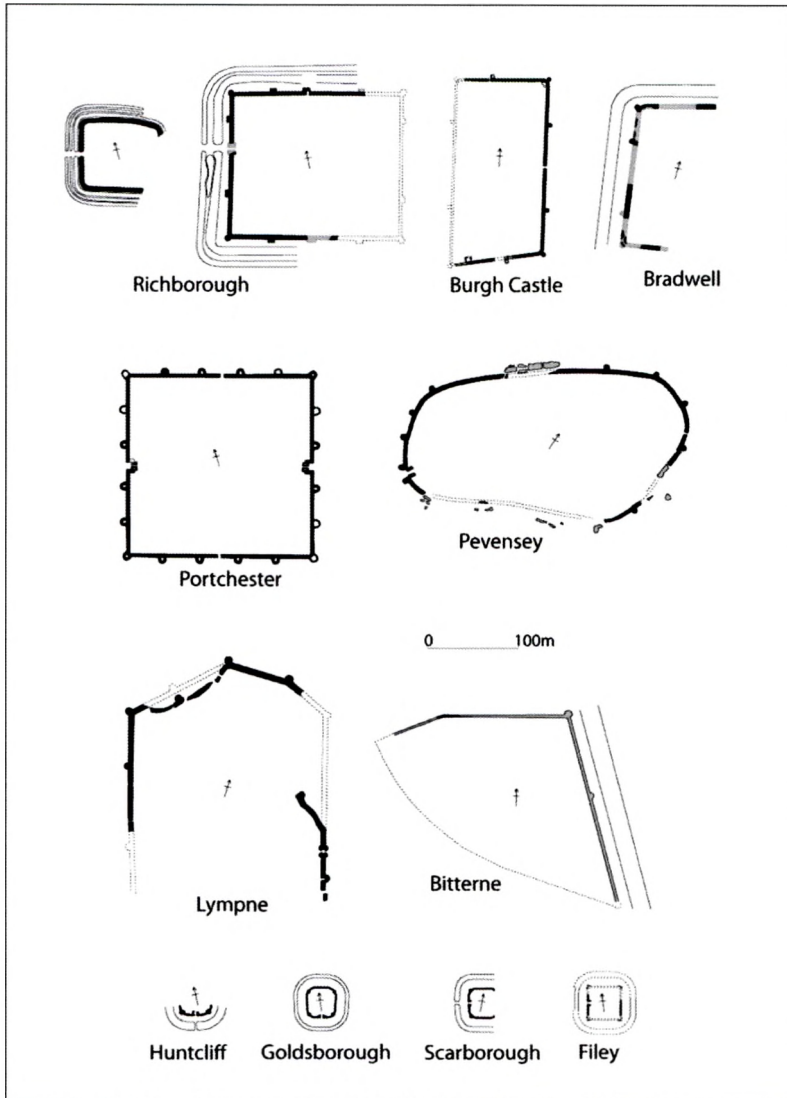 Richborough
Burgh Castle
Bradwell
Portchester
Pevensey
0 100m
Lympne
Bitterne
Huntcliff
Goldsborough
Scarborough
Filey